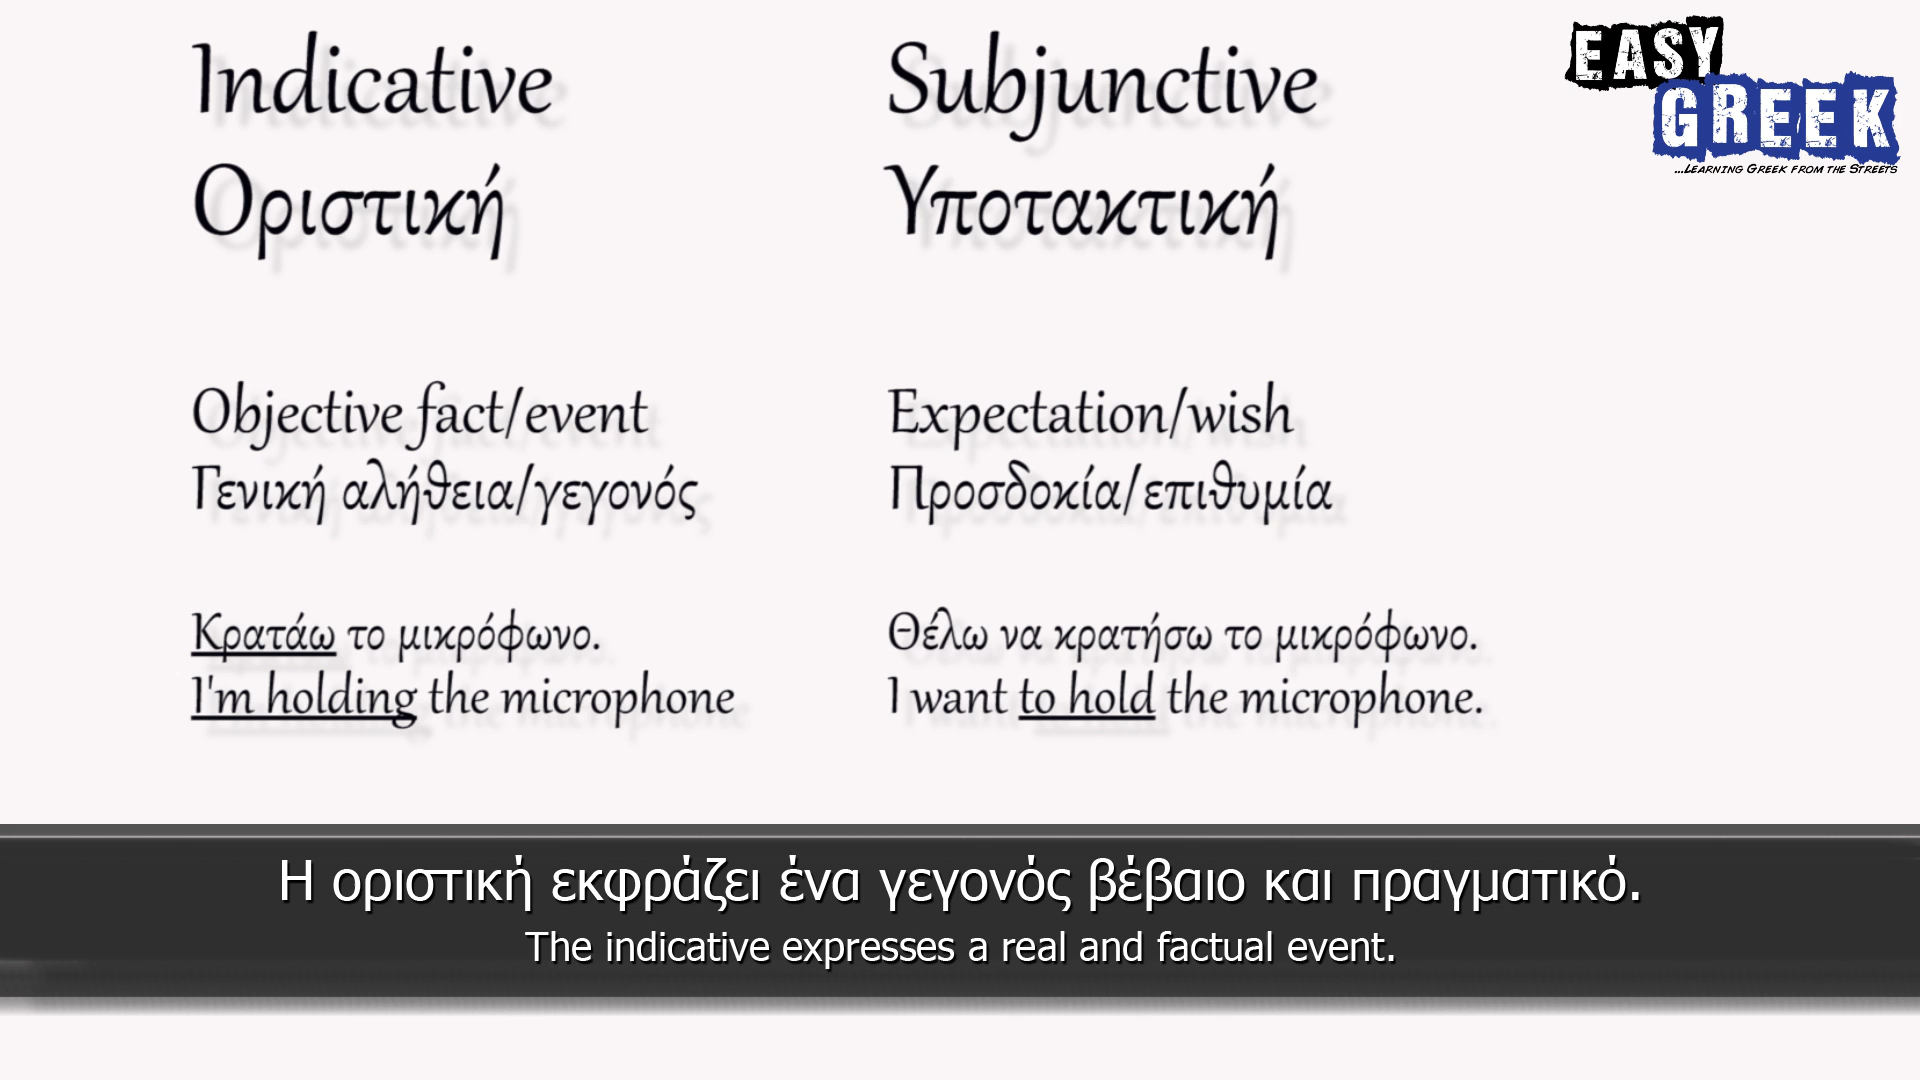 Indicative
Οριστική
Objective fact/event
Γενική αλήθεια/γεγονός
Κρατάω το μικρόφωνο.
I'm holding the microphone
Subjunctive
Υποτακτική
Expectation/wish
Προσδοκία/επιθυμία
Θέλω να κρατήσω το μικρόφωνο.
I want to hold the microphone.
EASY
GREEK
...LEARNING GREEK FROM THE STREETS
Η οριστική εκφράζει ένα γεγονός βέβαιο και πραγματικό.
The indicative expresses a real and factual event.